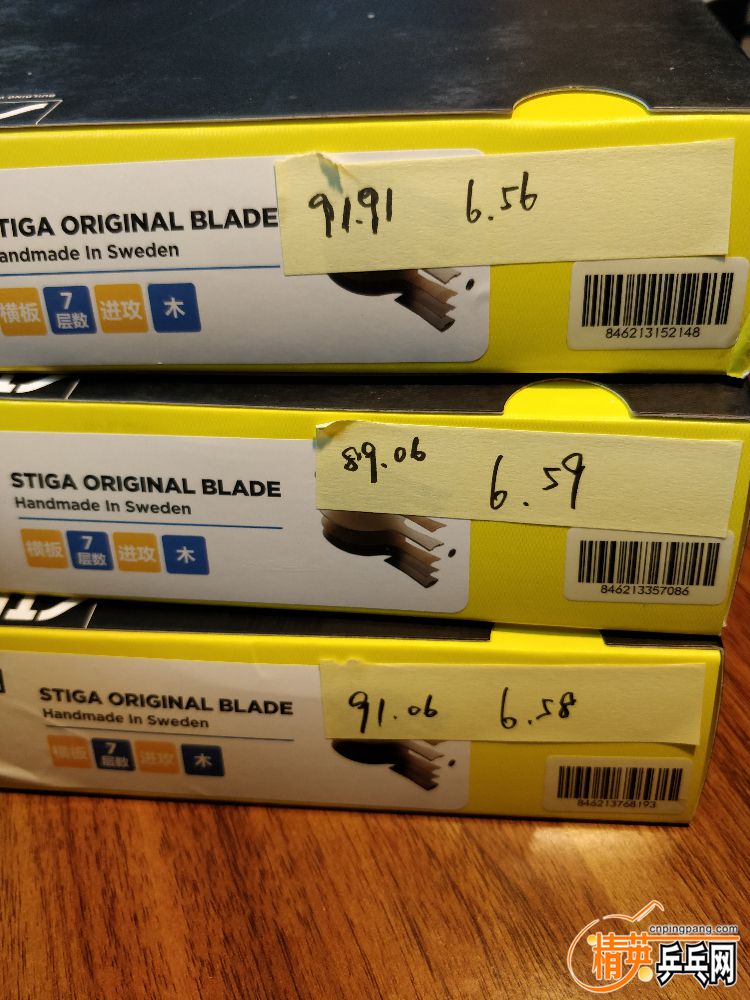 TIGA ORIGINAL BLADE
andmade In Sweden
91.91 6.56
横板 7 层数 进攻 木
846213152148
STIGA ORIGINAL BLADE
Handmade In Sweden
89.06 6.59
横板 7 层数 进攻 木
846213357086
STIGA ORIGINAL BLADE
Handmade In Sweden
91.06 6.58
横板 7 层数 进攻 木
846213768193
cnpingpang.com
精英乒乓网